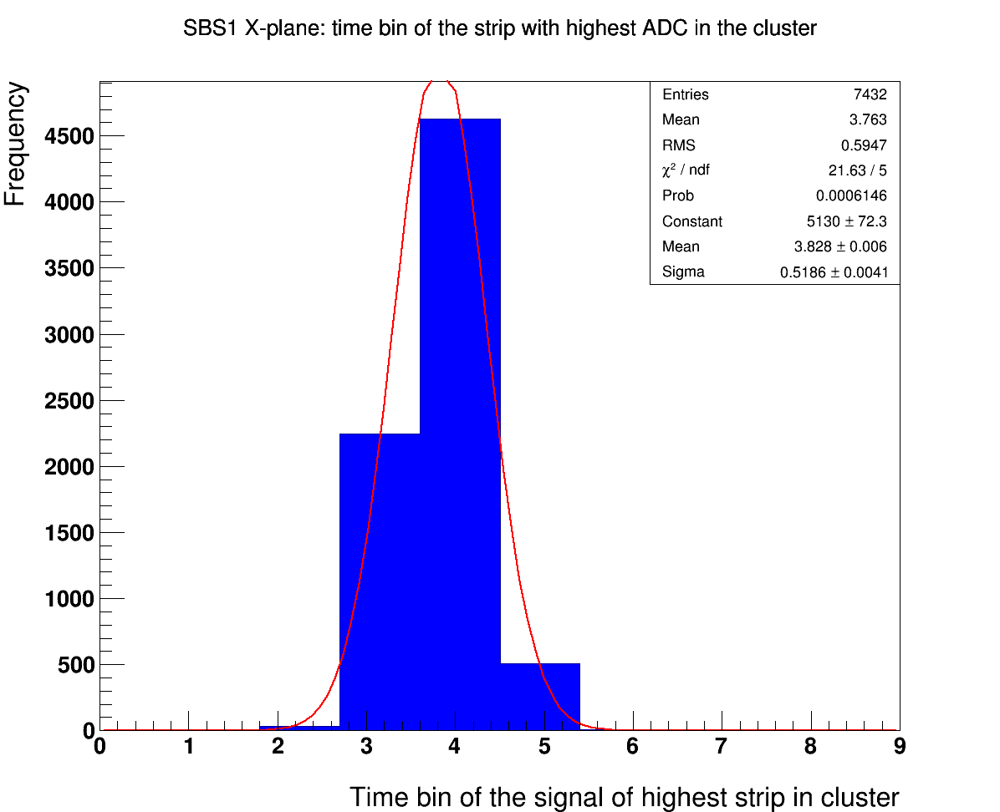 SBS1 X-plane: time bin of the strip with highest ADC in the cluster
Frequency
Entries 7432
Mean 3.763
RMS 0.5947
χ² / ndf 21.63 / 5
Prob 0.0006146
Constant 5130 ± 72.3
Mean 3.828 ± 0.006
Sigma 0.5186 ± 0.0041
4500
4000
3500
3000
2500
2000
1500
1000
500
0
0 1 2 3 4 5 6 7 8 9
Time bin of the signal of highest strip in cluster